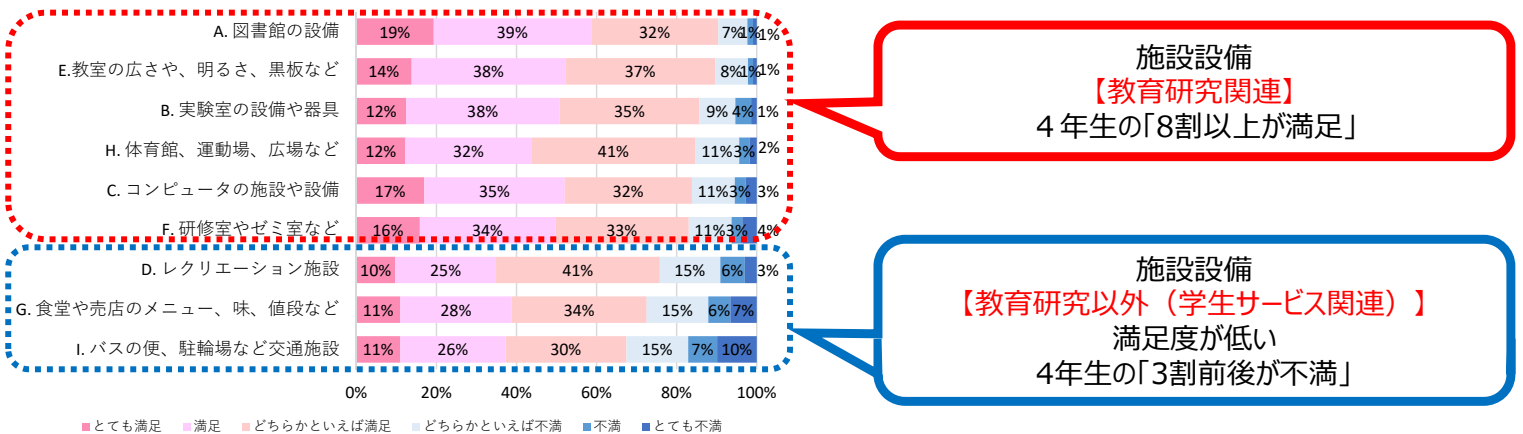 A. 図書館の設備 19% 39% 32% 7% 1% 1%
E.教室の広さや、明るさ、黒板など 14% 38% 37% 8% 1% 1%
B. 実験室の設備や器具 12% 38% 35% 9% 4% 1%
H. 体育館、運動場、広場など 12% 32% 41% 11% 3% 2%
C. コンピュータの施設や設備 17% 35% 32% 11% 3% 3%
F. 研修室やゼミ室など 16% 34% 33% 11% 3% 4%
D. レクリエーション施設 10% 25% 41% 15% 6% 3%
G. 食堂や売店のメニュー、味、値段など 11% 28% 34% 15% 6% 7%
I. バスの便、駐輪場など交通施設 11% 26% 30% 15% 7% 10%
0% 20% 40% 60% 80% 100%
とても満足 満足 どちらかといえば満足 どちらかといえば不満 不満 とても不満
施設設備
【教育研究関連】
4年生の「8割以上が満足」
施設設備
【教育研究以外(学生サービス関連)】
満足度が低い
4年生の「3割前後が不満」